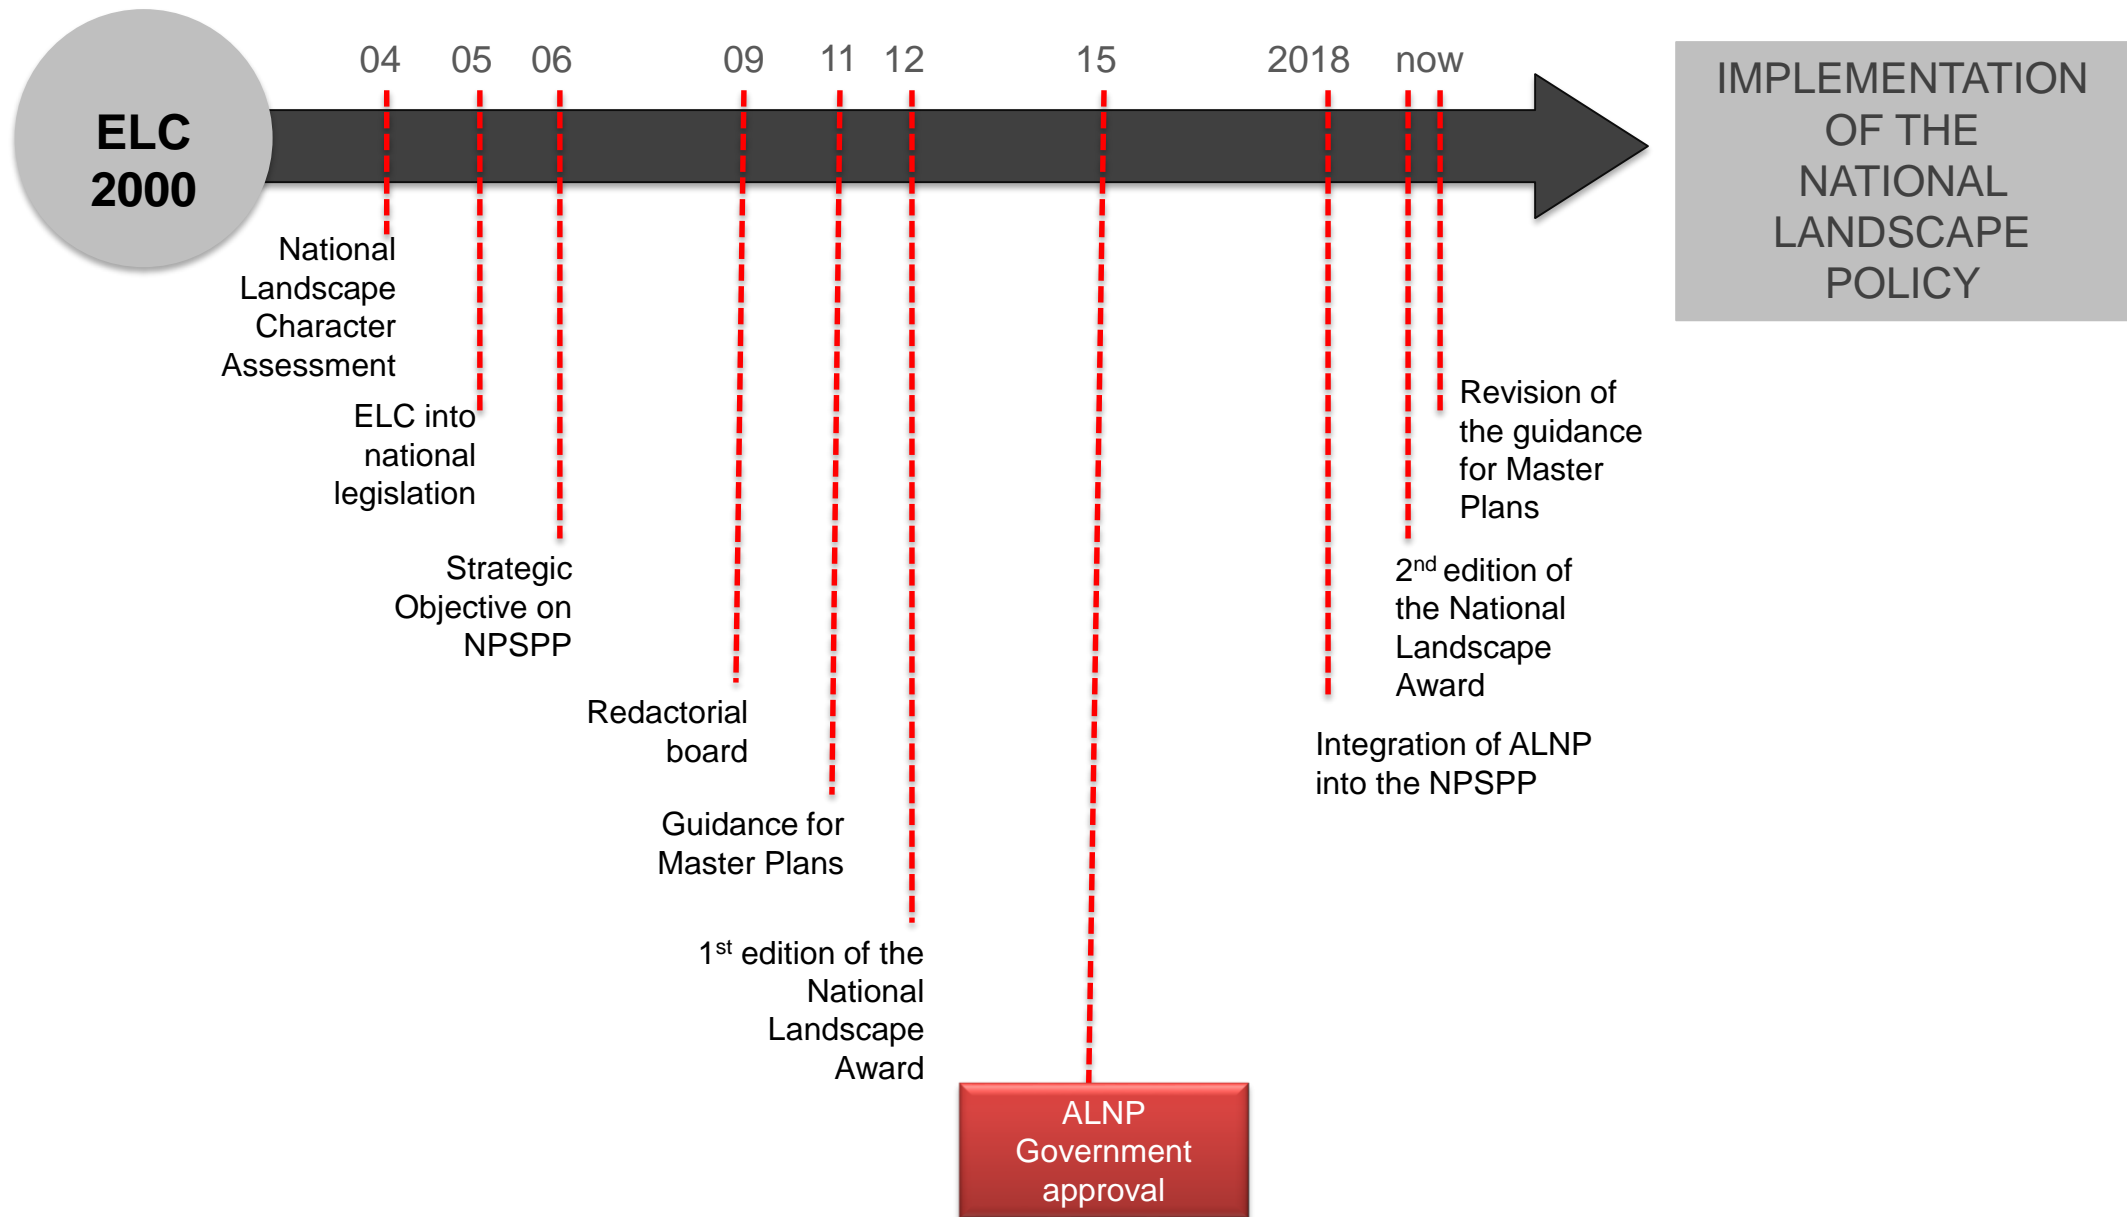 ELC
2000
04
05
06
09
11
12
15
2018
now
IMPLEMENTATION
OF THE
NATIONAL
LANDSCAPE
POLICY
National
Landscape
Character
Assessment
ELC into
national
legislation
Strategic
Objective on
NPSPP
Redactorial
board
Guidance for
Master Plans
1st edition of the
National
Landscape
Award
ALNP
Government
approval
Integration of ALNP
into the NPSPP
2nd edition of
the National
Landscape
Award
Revision of
the guidance
for Master
Plans